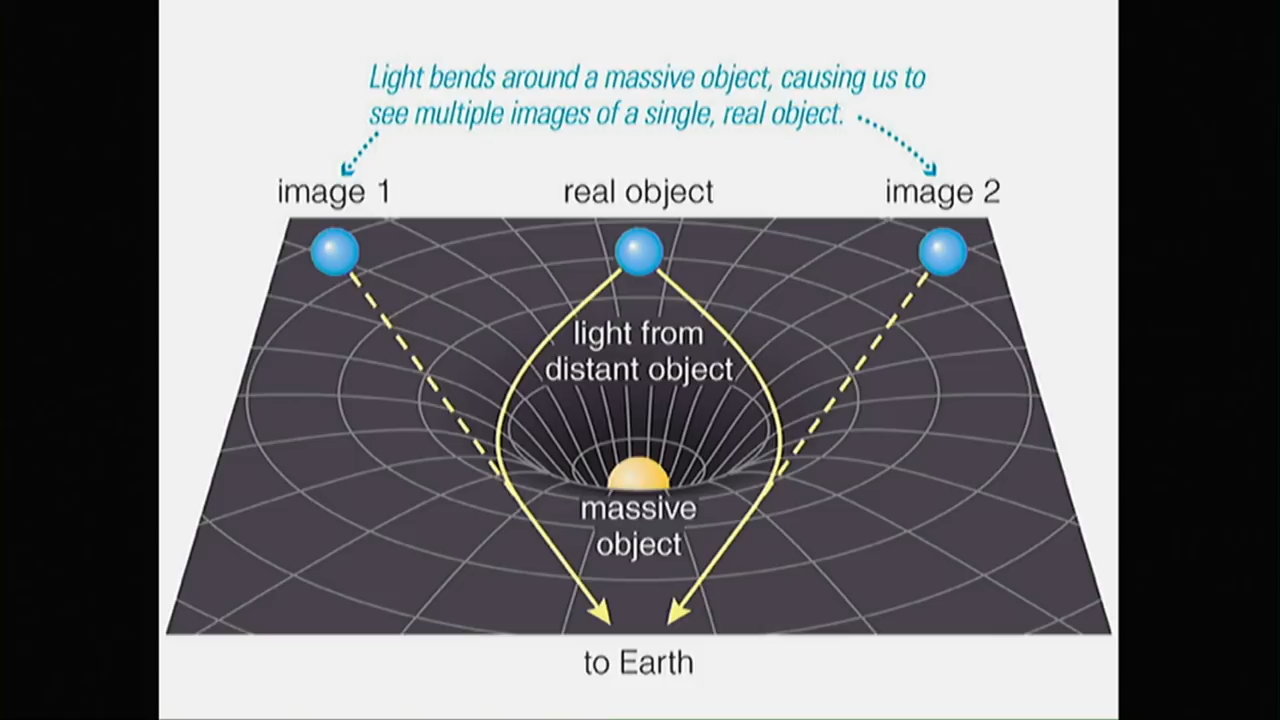 Light bends around a massive object, causing us to
see multiple images of a single, real object.
image 1
real object
image 2
light from
distant object
massive
object
to Earth